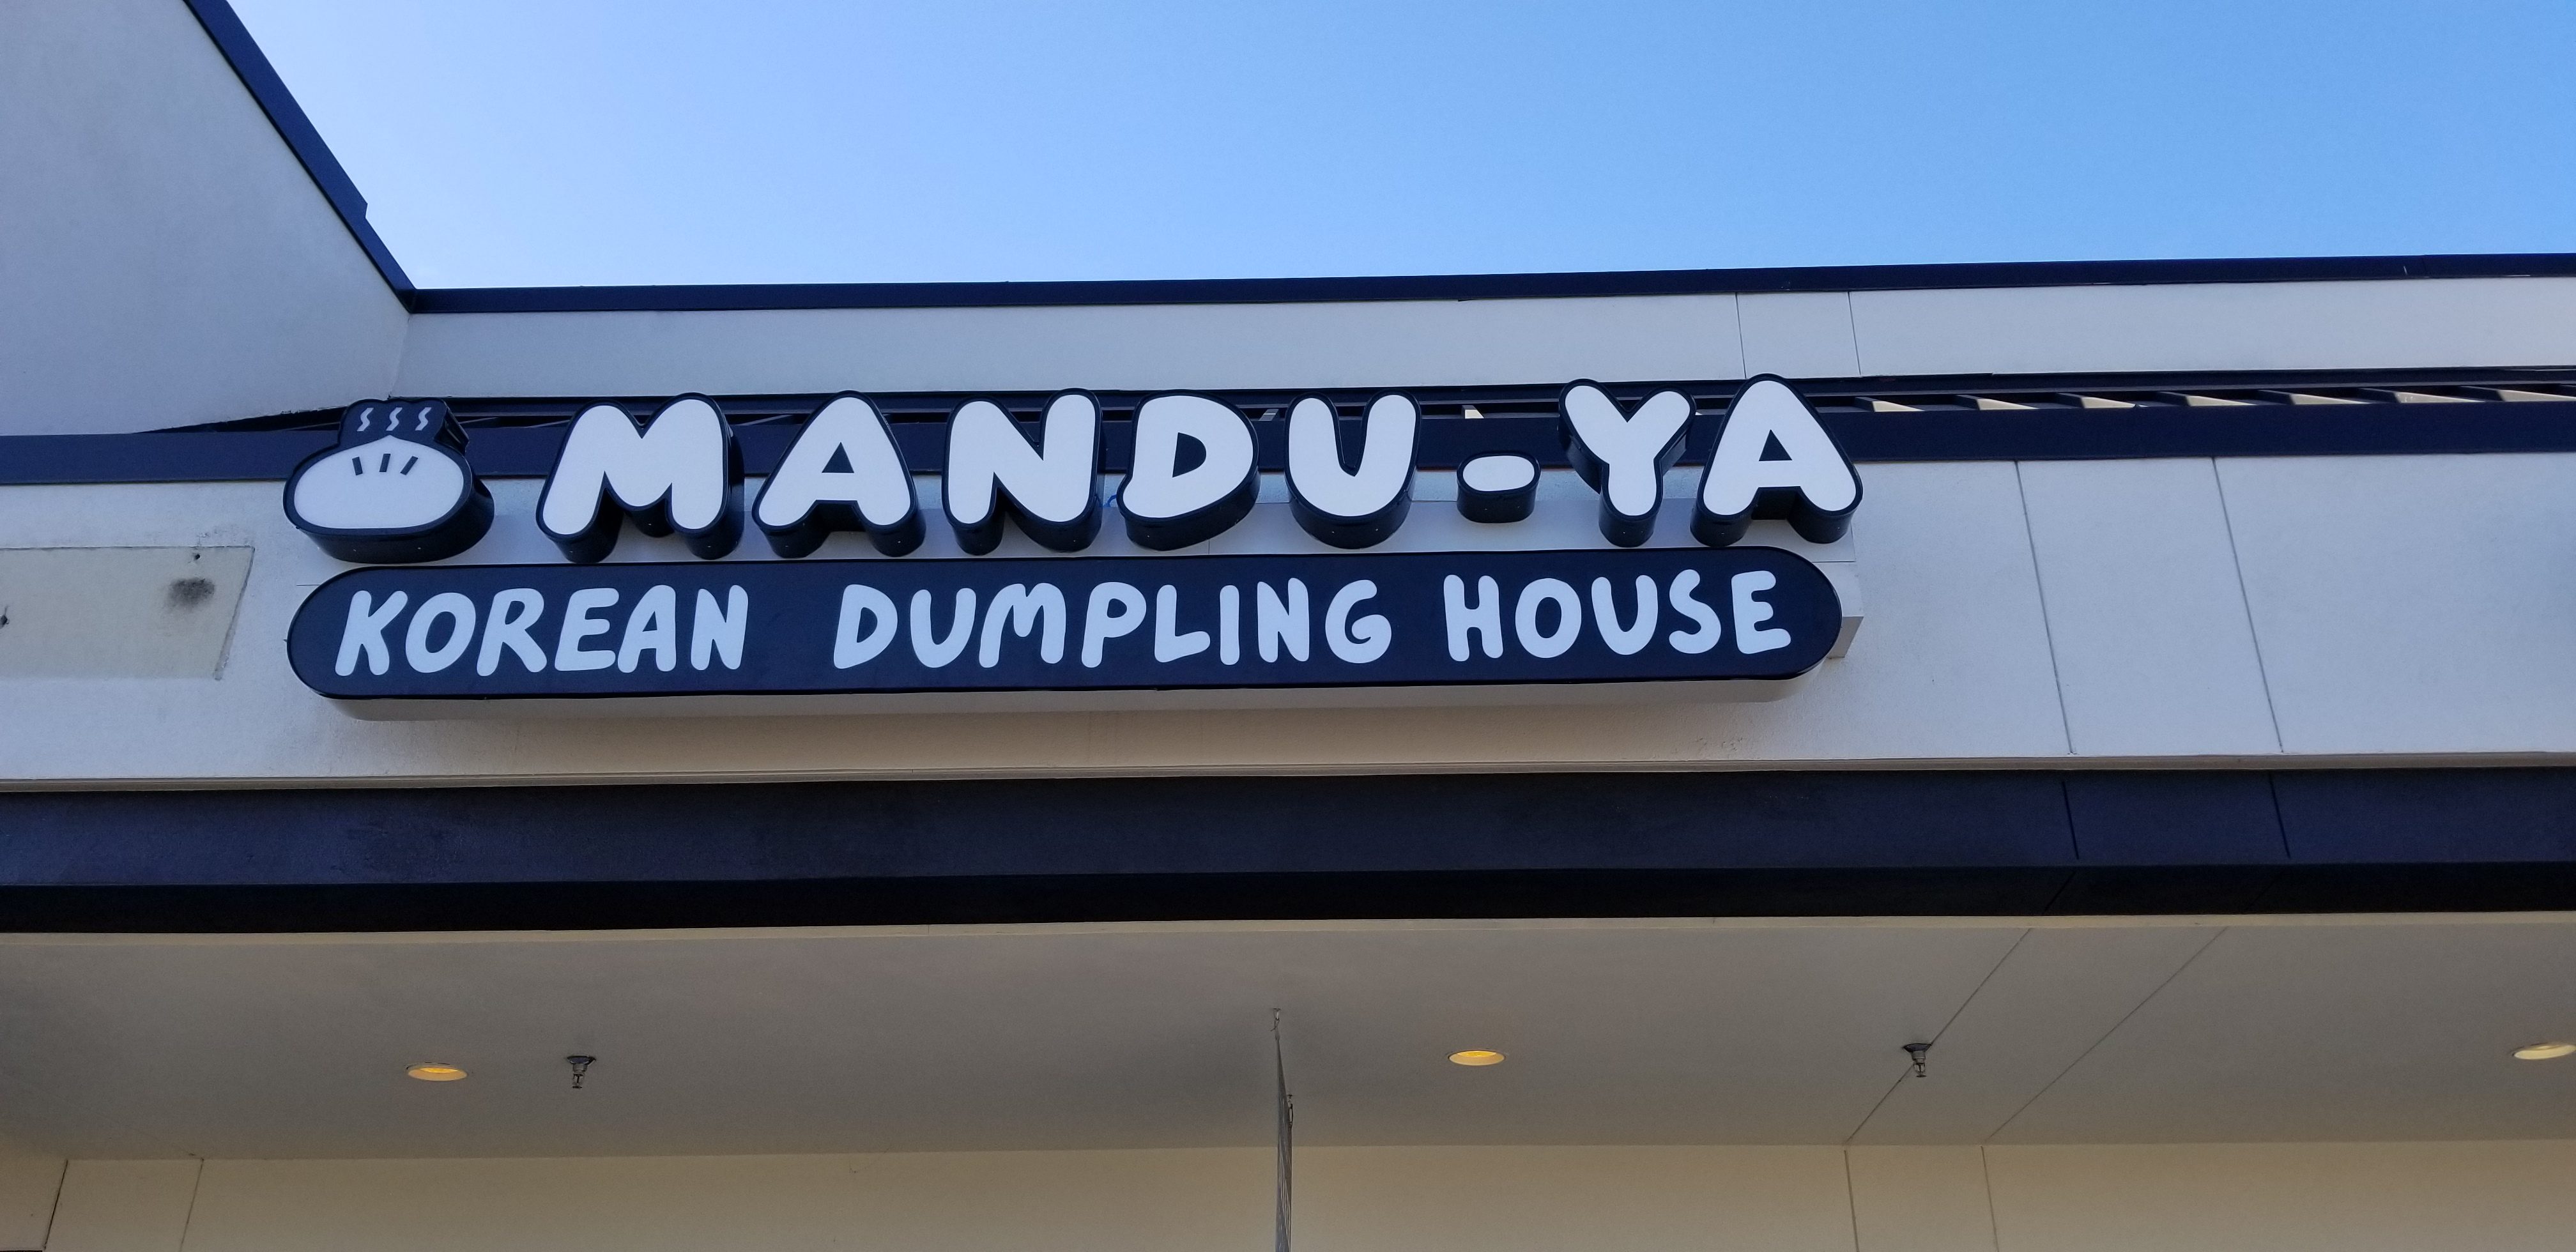 MANDU-YA
KOREAN DUMPLING HOUSE